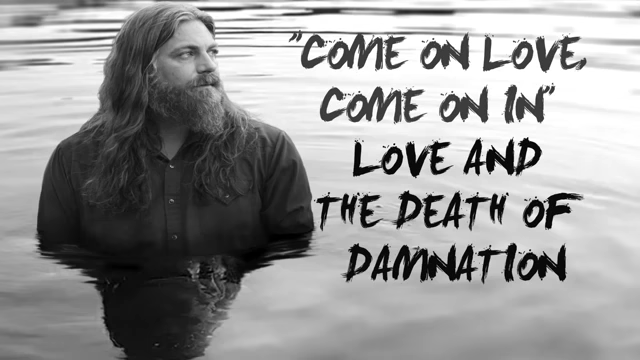 "COME ON LOVE,
COME ON IN"
LOVE AND
THE DEATH OF
DAMNATION